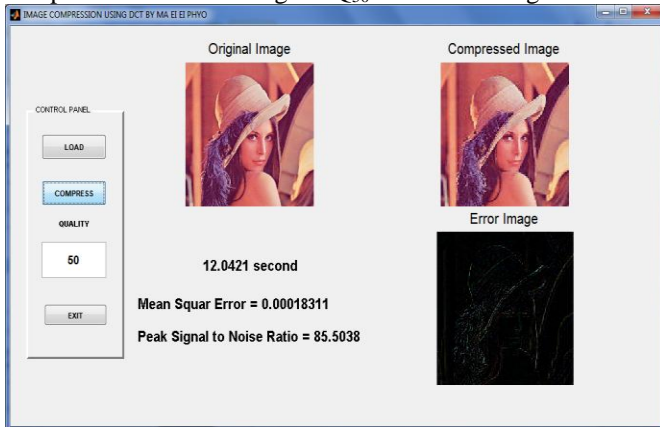 IMAGE COMPRESSION USING DCT BY MA EI EI PHYO
Original Image
Compressed Image
CONTROL PANEL
LOAD
COMPRESS
QUALITY
50
EXIT
Error Image
12.0421 second
Mean Squar Error = 0.00018311
Peak Signal to Noise Ratio = 85.5038